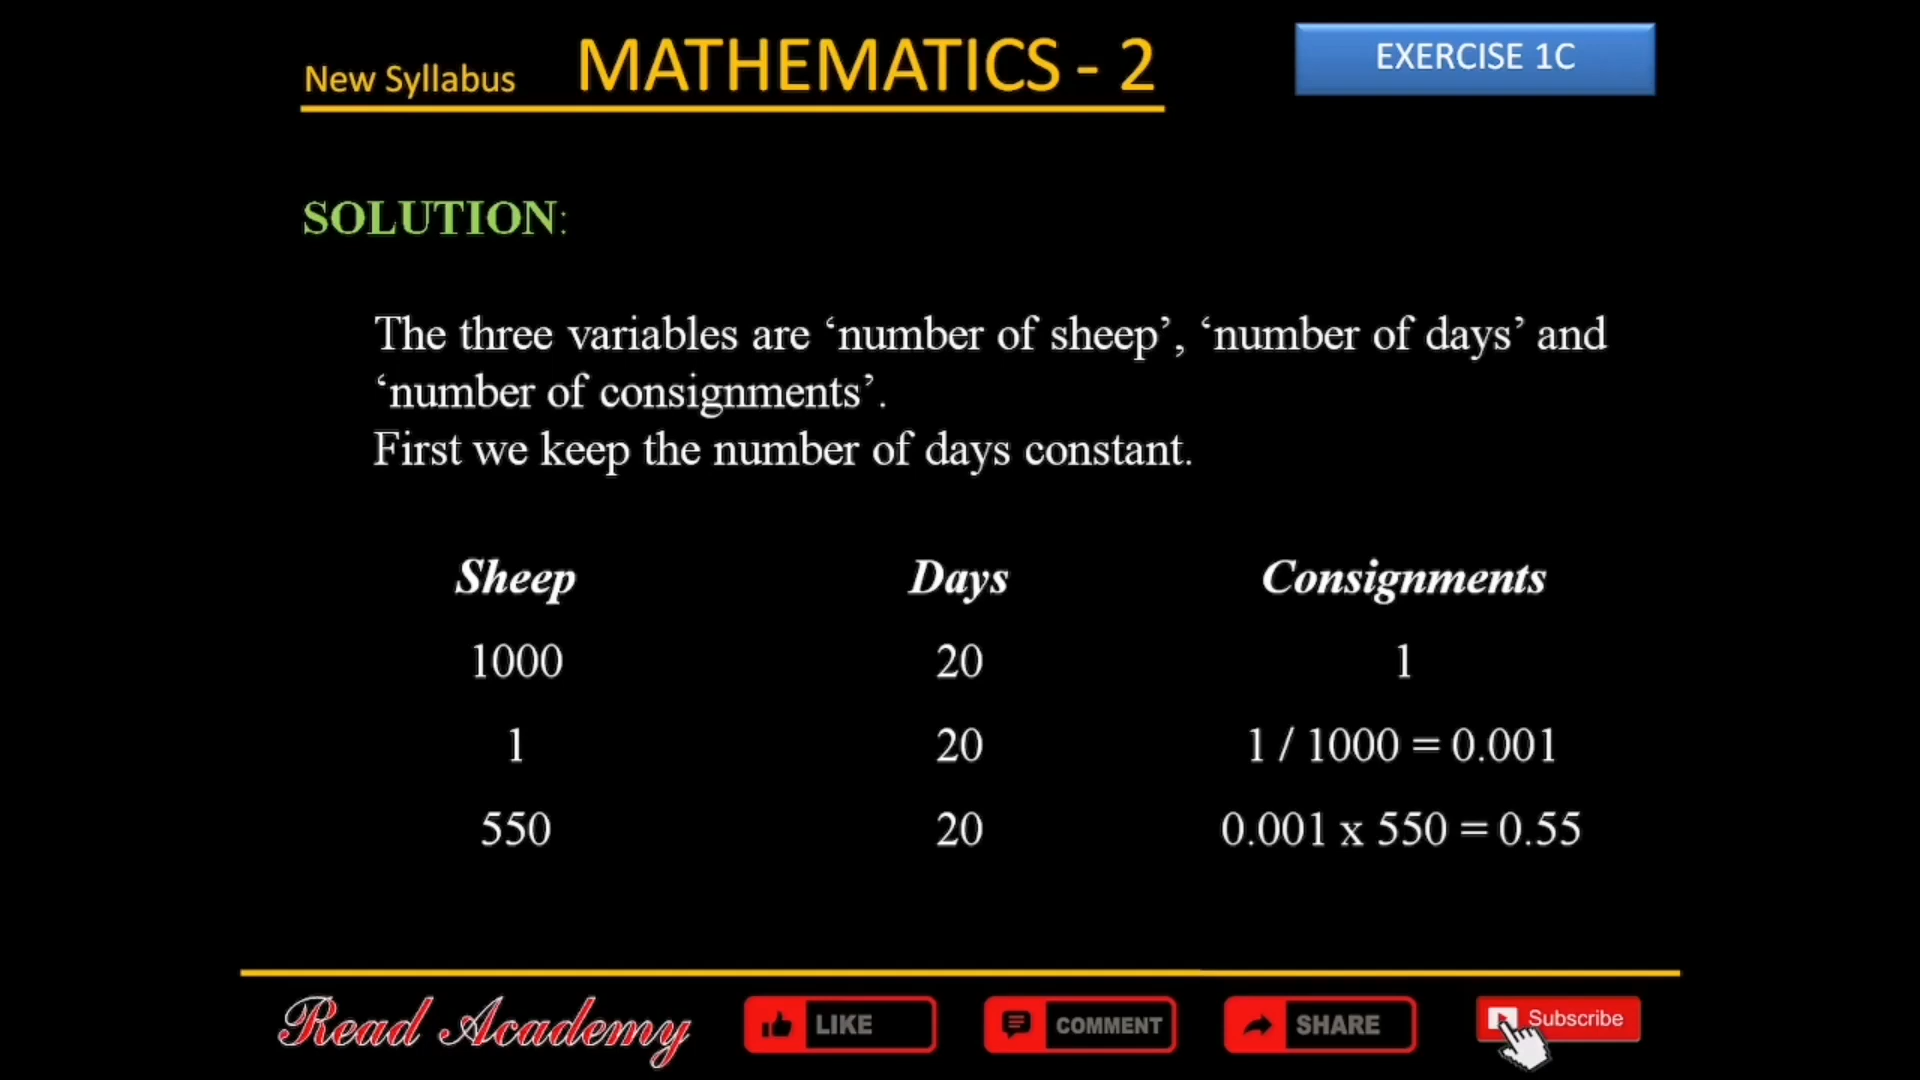 New Syllabus MATHEMATICS - 2
EXERCISE 1C
SOLUTION:
The three variables are ‘number of sheep’, ‘number of days’ and
‘number of consignments’.
First we keep the number of days constant.
Sheep Days Consignments
1000 20 1
1 20 1 / 1000 = 0.001
550 20 0.001 x 550 = 0.55
Read Academy LIKE COMMENT SHARE Subscribe